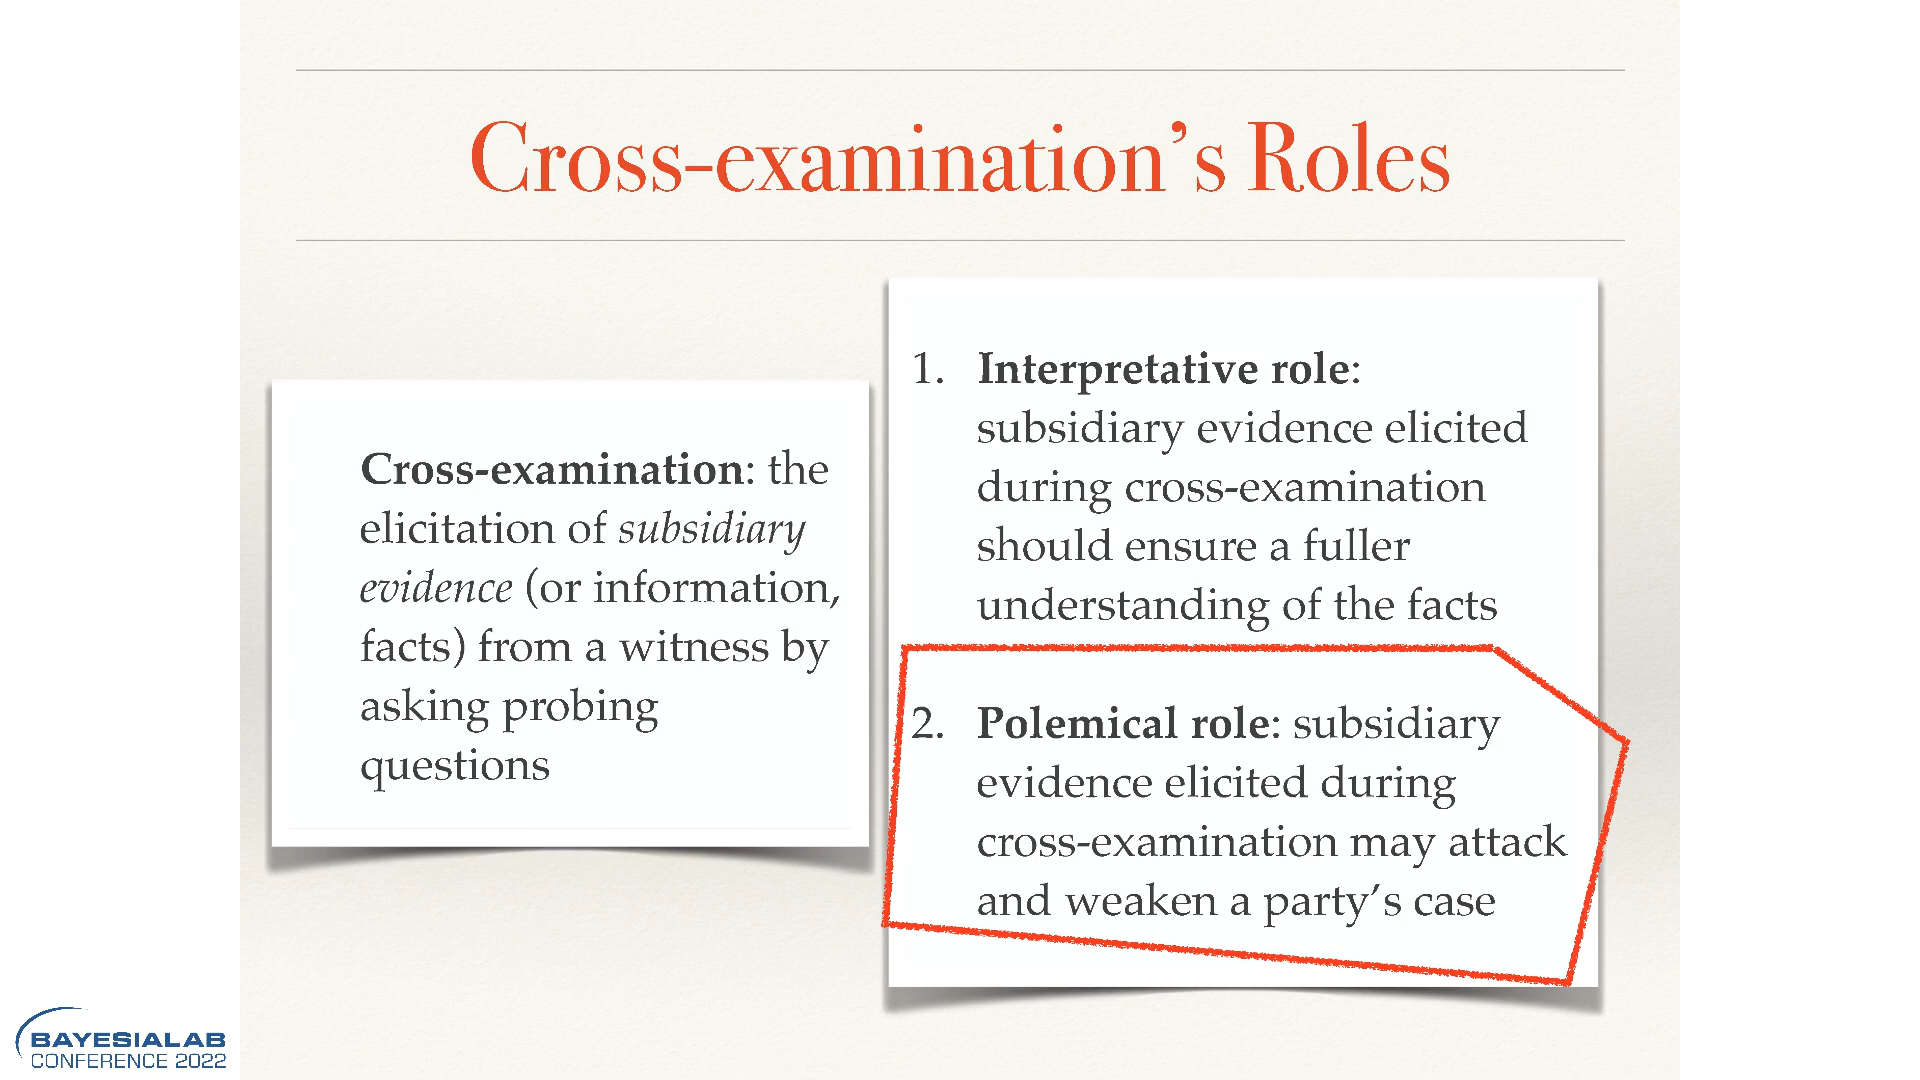 Cross-examination's Roles
Cross-examination: the
elicitation of subsidiary
evidence (or information,
facts) from a witness by
asking probing
questions
1. Interpretative role:
subsidiary evidence elicited
during cross-examination
should ensure a fuller
understanding of the facts
2. Polemical role: subsidiary
evidence elicited during
cross-examination may attack
and weaken a party's case
BAYESIALAB
CONFERENCE 2022